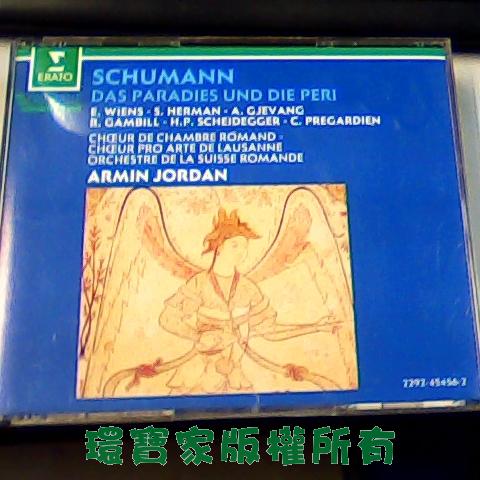 ERATO
SCHUMANN
DAS PARADIES UND DIE PERI
E. WIENS - S. HERMAN - A. GJEVANG
R. GAMBILL - H.P. SCHEIDEGGER - C. PREGARDIEN
CHŒUR DE CHAMBRE ROMAND -
CHŒUR PRO ARTE DE LAUSANNE
ORCHESTRE DE LA SUISSE ROMANDE
ARMIN JORDAN
2292-45456-2
環寶家版權所有